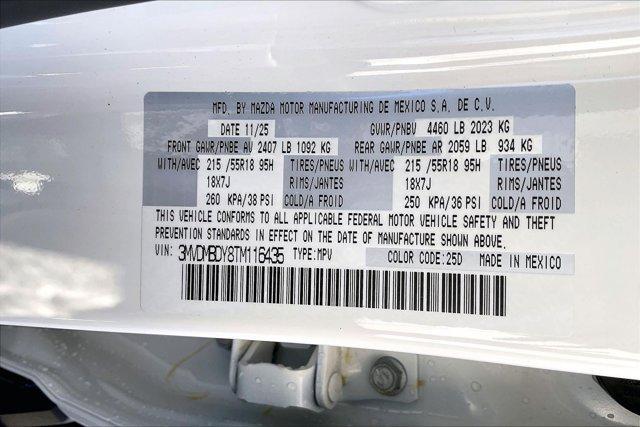 MFD. BY MAZDA MOTOR MANUFACTURING DE MEXICO S.A. DE C.V.
DATE 11/25 GVWR/PNBV 4460 LB 2023 KG
FRONT GAWR/PNBE AV 2407 LB 1092 KG REAR GAWR/PNBE AR 2059 LB 934 KG
WITH/AVEC 215 /55R18 95H TIRES/PNEUS WITH/AVEC 215 /55R18 95H TIRES/PNEUS
18X7J RIMS/JANTES 18X7J RIMS/JANTES
260 KPA/38 PSI COLD/A FROID 250 KPA/36 PSI COLD/A FROID
THIS VEHICLE CONFORMS TO ALL APPLICABLE FEDERAL MOTOR VEHICLE SAFETY AND THEFT
PREVENTION STANDARDS IN EFFECT ON THE DATE OF MANUFACTURE SHOWN ABOVE.
VIN: 3MVDMBDY8TM116435 TYPE:MPV COLOR CODE:25D MADE IN MEXICO